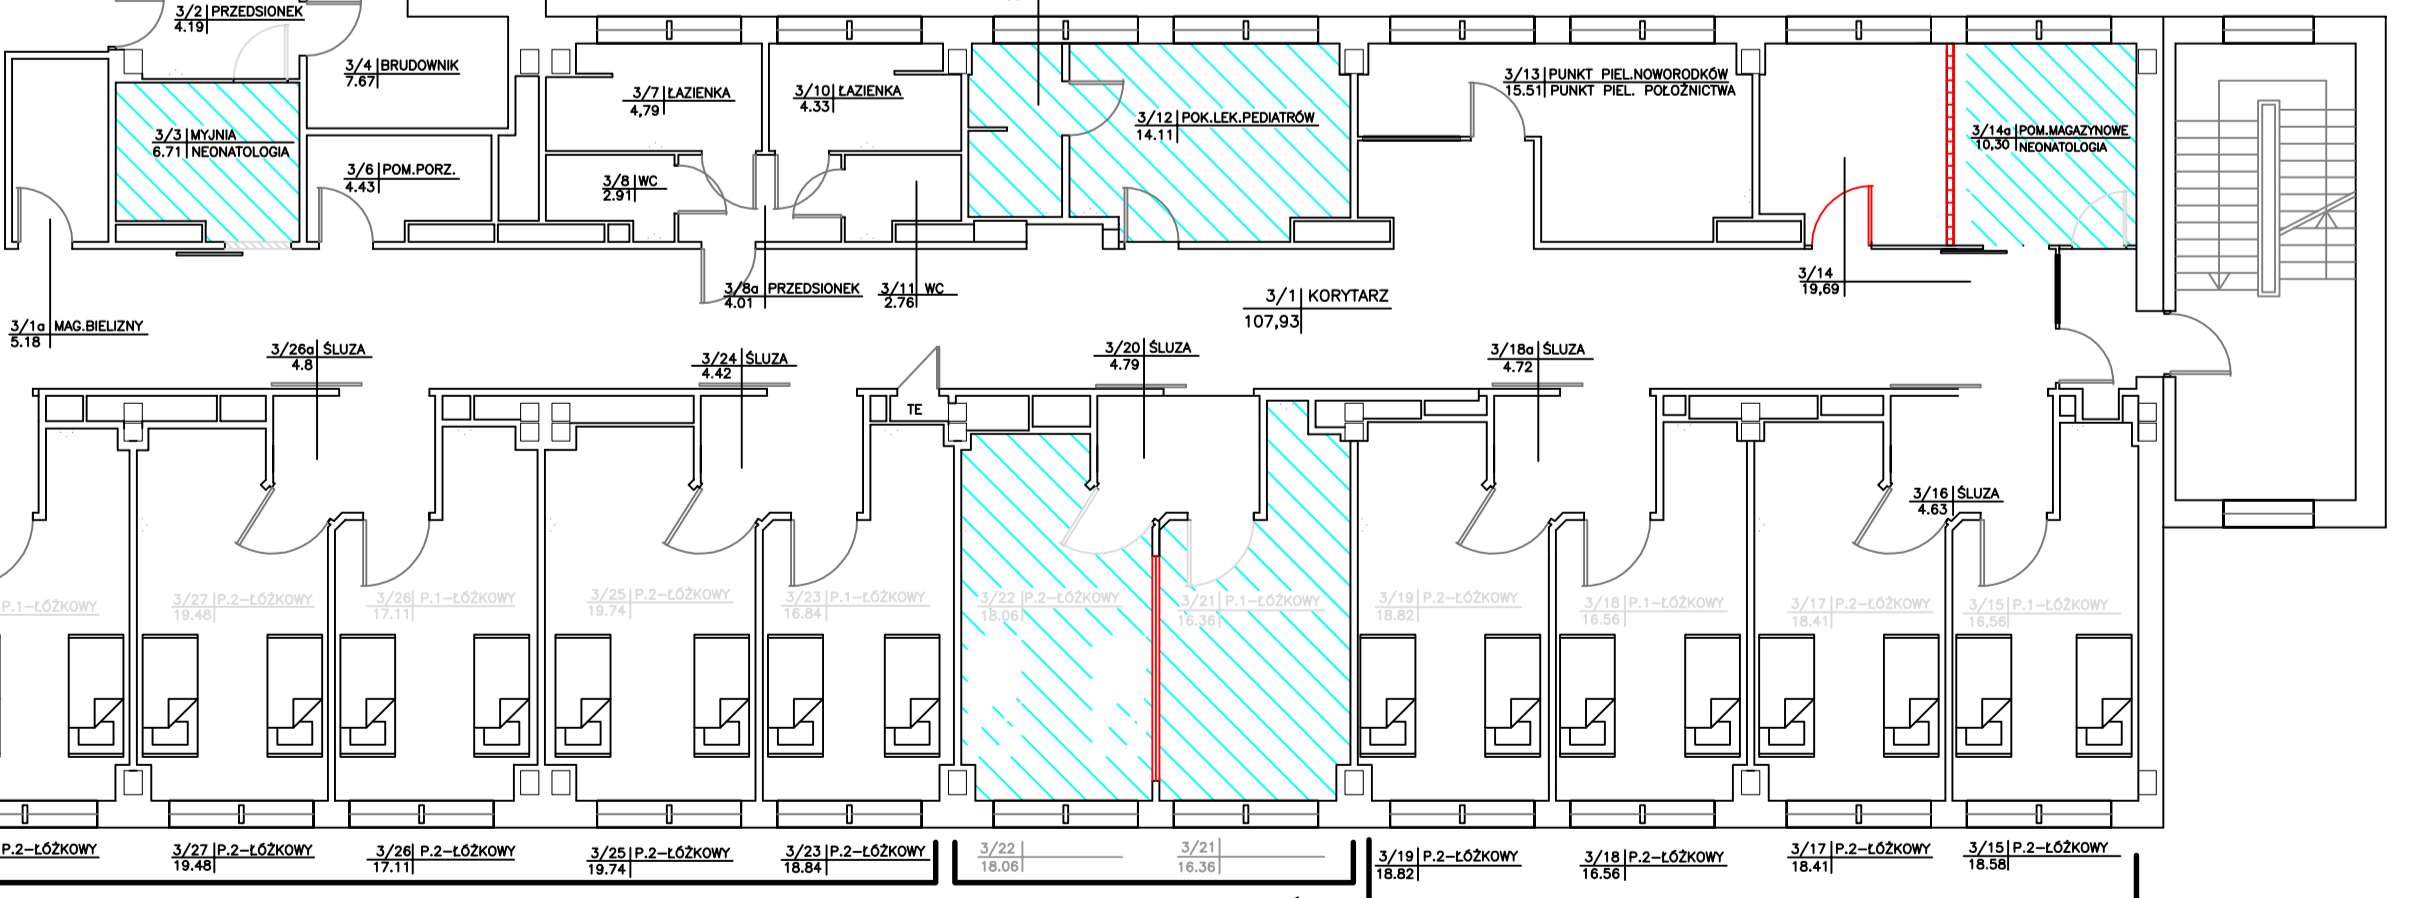 3/2 PRZEDSIONEK
4.19
3/4 BRUDOWNIK
7.67
3/3 MYJNIA
6.71 NEONATOLOGIA
3/6 POM.PORZ.
4.43
3/7 ŁAZIENKA
4,79
3/10 ŁAZIENKA
4.33
3/8 WC
2.91
3/12 POK.LEK.PEDIATRÓW
14.11
3/13 PUNKT PIEL.NOWORODKÓW
15.51 PUNKT PIEL. POŁOŻNICTWA
3/14a POM.MAGAZYNOWE
10,30 NEONATOLOGIA
3/1a MAG.BIELIZNY
5.18
3/8a PRZEDSIONEK
4.01
3/11 WC
2.76
3/1 KORYTARZ
107,93
3/14
19,69
3/26a ŚLUZA
4.8
3/24 ŚLUZA
4.42
3/20 ŚLUZA
4.79
3/18a ŚLUZA
4.72
TE
3/16 ŚLUZA
4.63
P.1-ŁÓŻKOWY
3/27 P.2-ŁÓŻKOWY
19.48
3/26 P.1-ŁÓŻKOWY
17.11
3/25 P.2-ŁÓŻKOWY
19.74
3/23 P.1-ŁÓŻKOWY
16.84
3/22 P.2-ŁÓŻKOWY
18.06
3/21 P.1-ŁÓŻKOWY
16.36
3/19 P.2-ŁÓŻKOWY
18.82
3/18 P.1-ŁÓŻKOWY
16.56
3/17 P.2-ŁÓŻKOWY
18.41
3/15 P.1-ŁÓŻKOWY
16,56
P.2-ŁÓŻKOWY
3/27 P.2-ŁÓŻKOWY
19.48
3/26 P.2-ŁÓŻKOWY
17.11
3/25 P.2-ŁÓŻKOWY
19.74
3/23 P.2-ŁÓŻKOWY
18.84
3/22
18.06
3/21
16.36
3/19 P.2-ŁÓŻKOWY
18.82
3/18 P.2-ŁÓŻKOWY
16.56
3/17 P.2-ŁÓŻKOWY
18.41
3/15 P.2-ŁÓŻKOWY
18.58